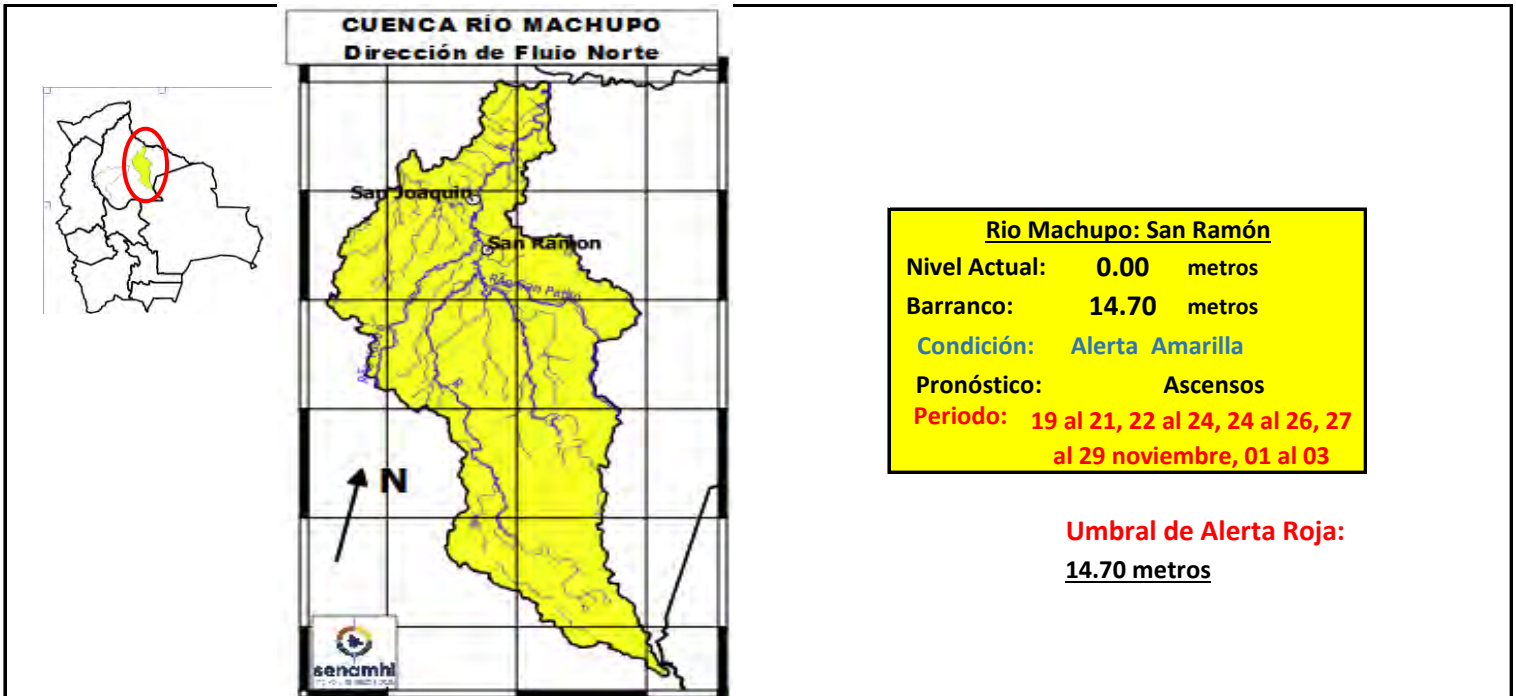 CUENCA RÍO MACHUPO
Dirección de Flujo Norte
San Joaquin
San Ramon
N
senamhi
Rio Machupo: San Ramón
Nivel Actual: 0.00 metros
Barranco: 14.70 metros
Condición: Alerta Amarilla
Pronóstico: Ascensos
Periodo: 19 al 21, 22 al 24, 24 al 26, 27
al 29 noviembre, 01 al 03
Umbral de Alerta Roja:
14.70 metros